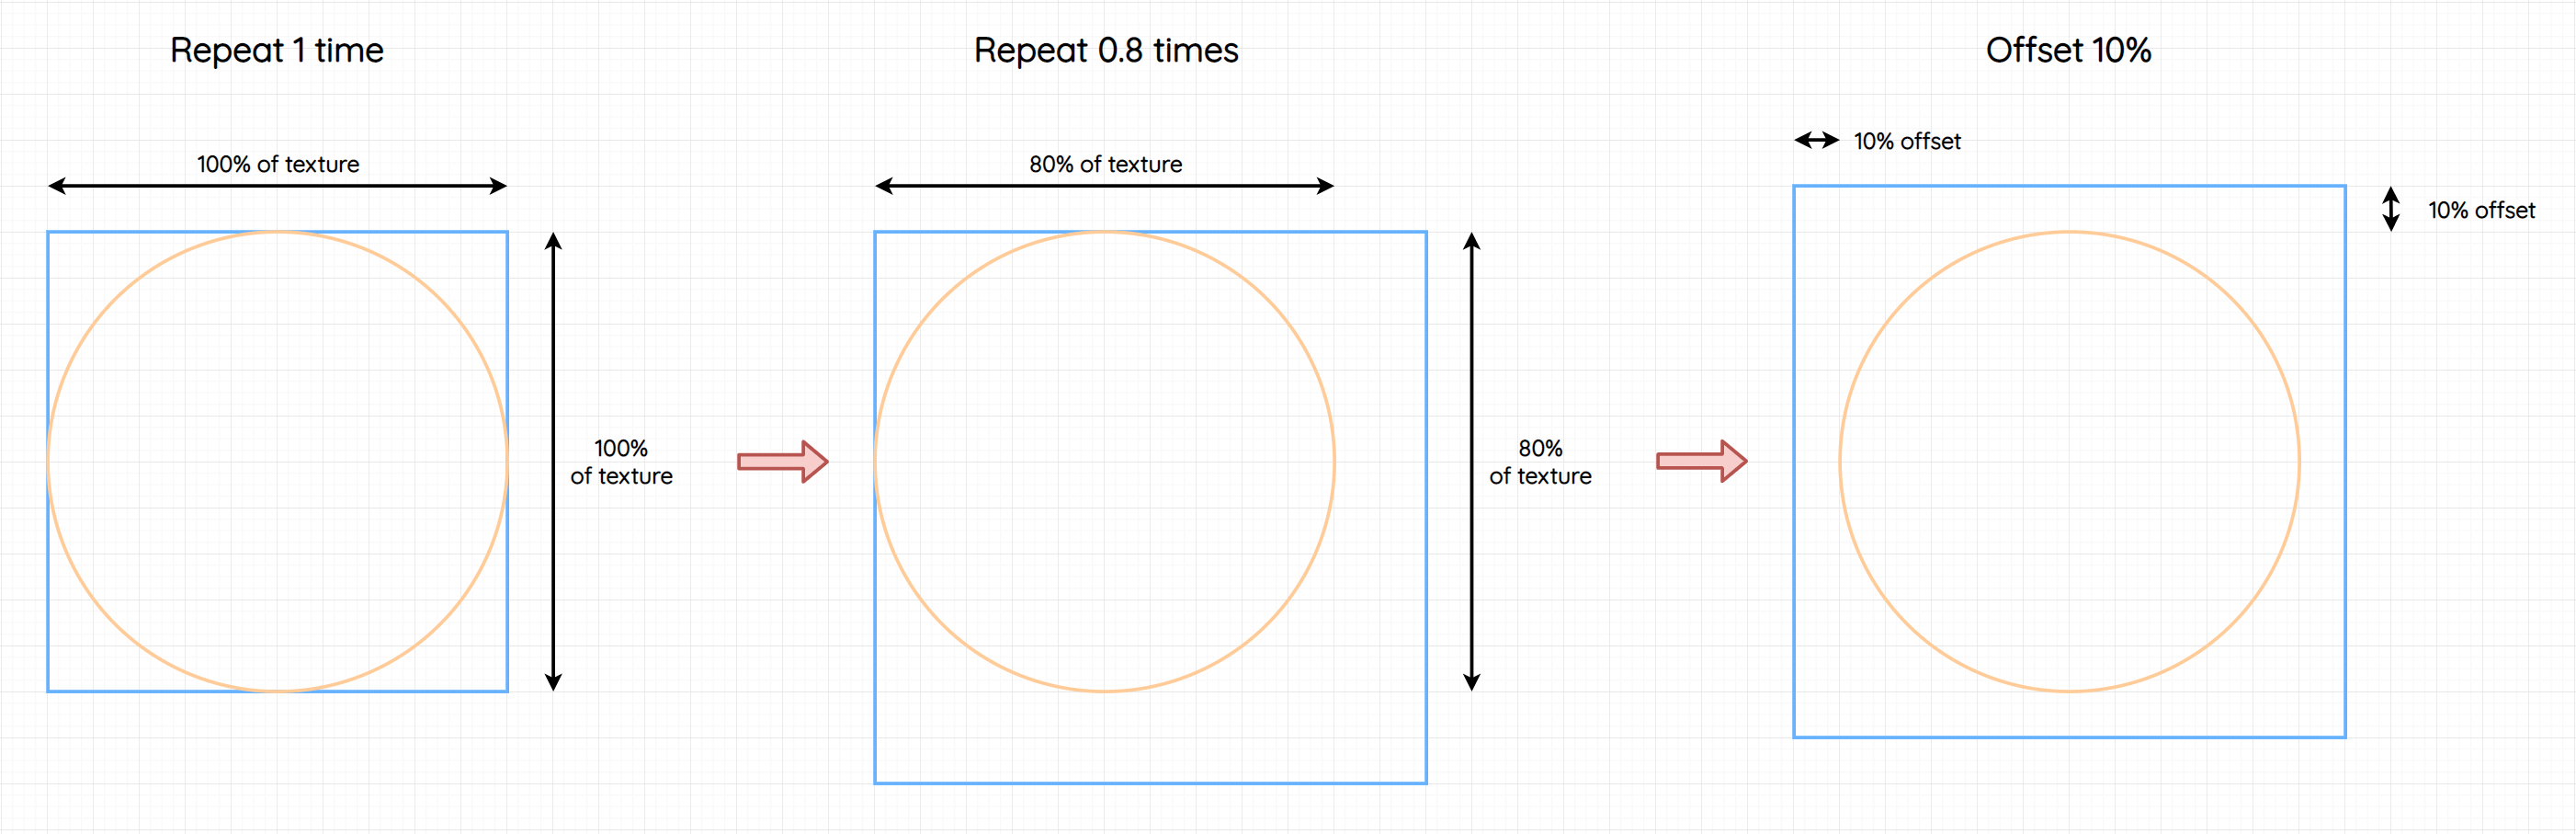 Repeat 1 time
Repeat 0.8 times
Offset 10%
100% of texture
80% of texture
10% offset
10% offset
100%
of texture
80%
of texture